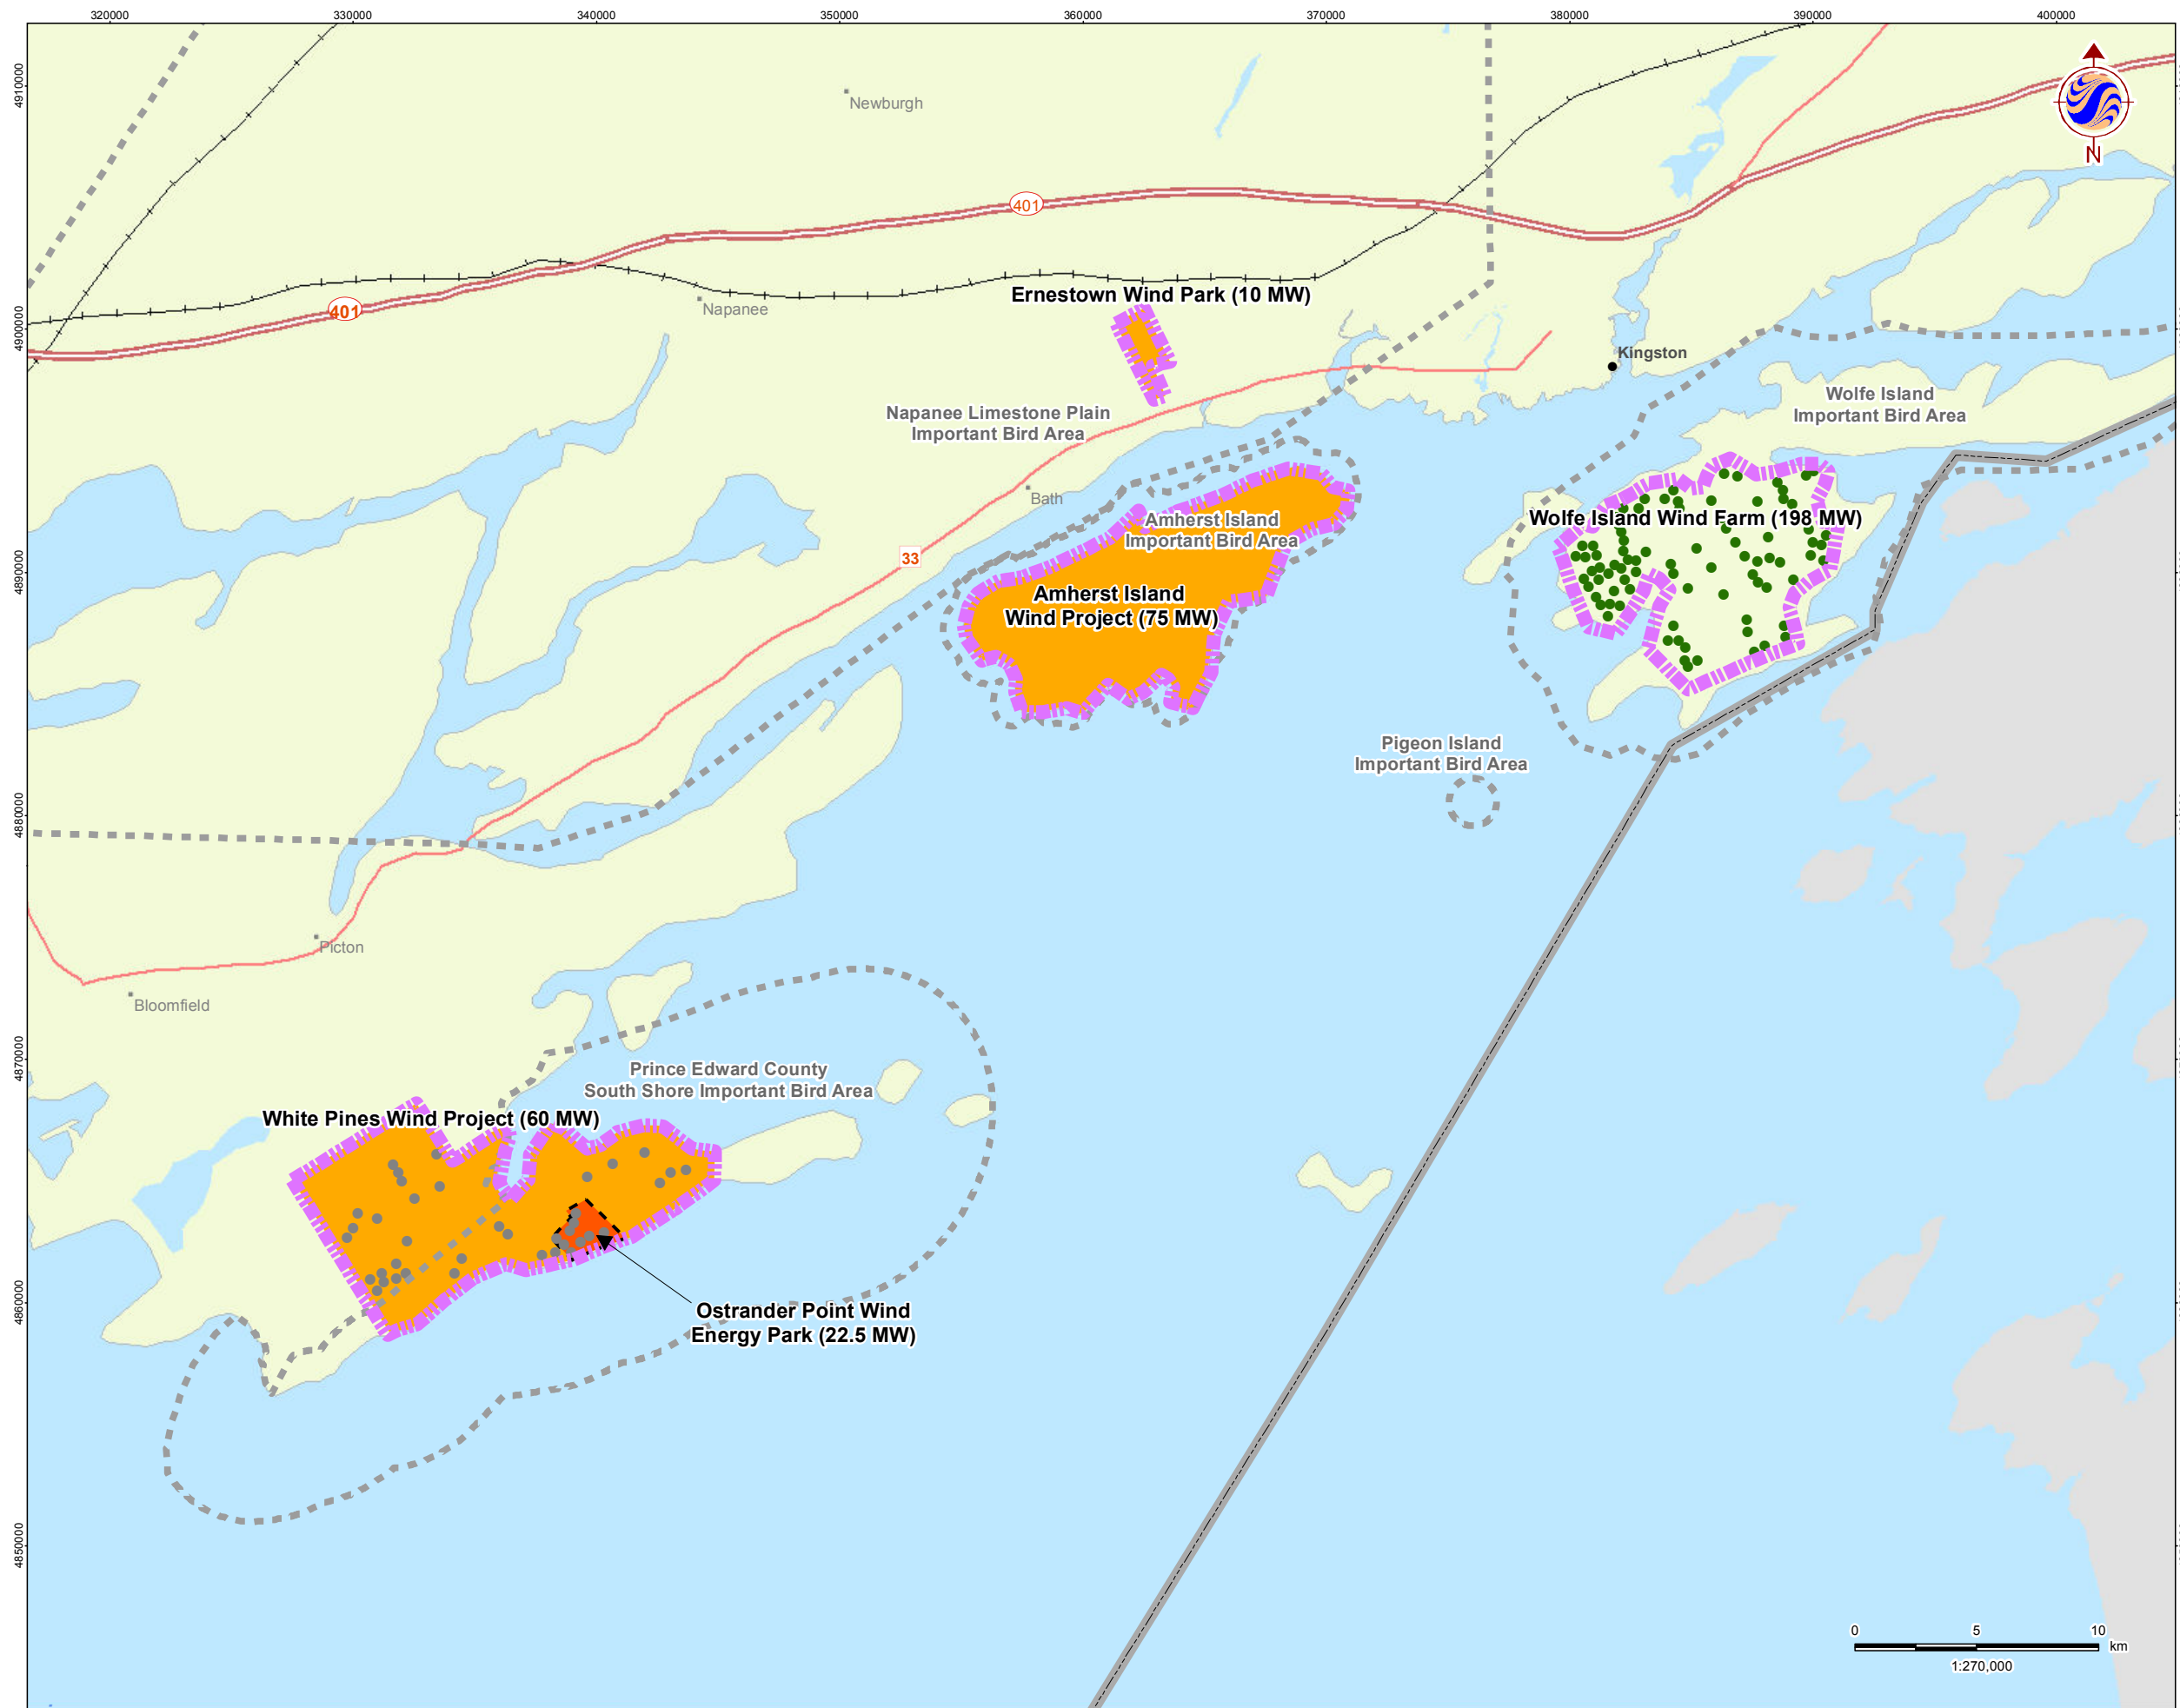 320000
330000
340000
350000
360000
370000
380000
390000
400000
4910000
4900000
4890000
4880000
4870000
4860000
4850000
N
Newburgh
401
401
Napanee
Ernestown Wind Park (10 MW)
Kingston
Napanee Limestone Plain
Important Bird Area
Wolfe Island
Important Bird Area
Bath
Amherst Island
Important Bird Area
Wolfe Island Wind Farm (198 MW)
33
Amherst Island
Wind Project (75 MW)
Pigeon Island
Important Bird Area
Picton
Bloomfield
Prince Edward County
South Shore Important Bird Area
White Pines Wind Project (60 MW)
Ostrander Point Wind
Energy Park (22.5 MW)
0
5
10
km
1:270,000